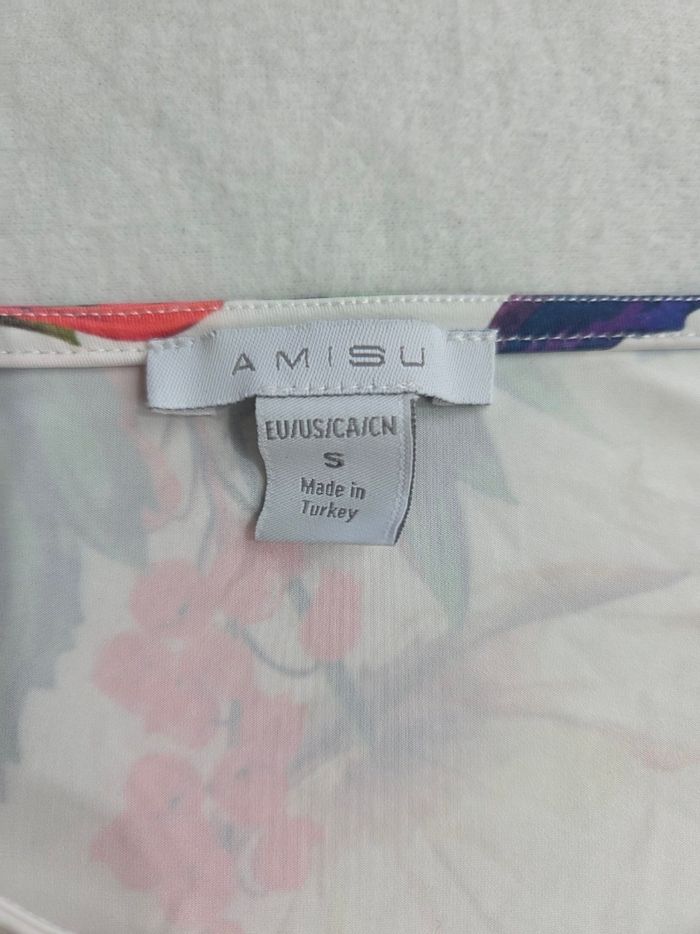 AMISU
EU/US/CA/CN
S
Made in
Turkey